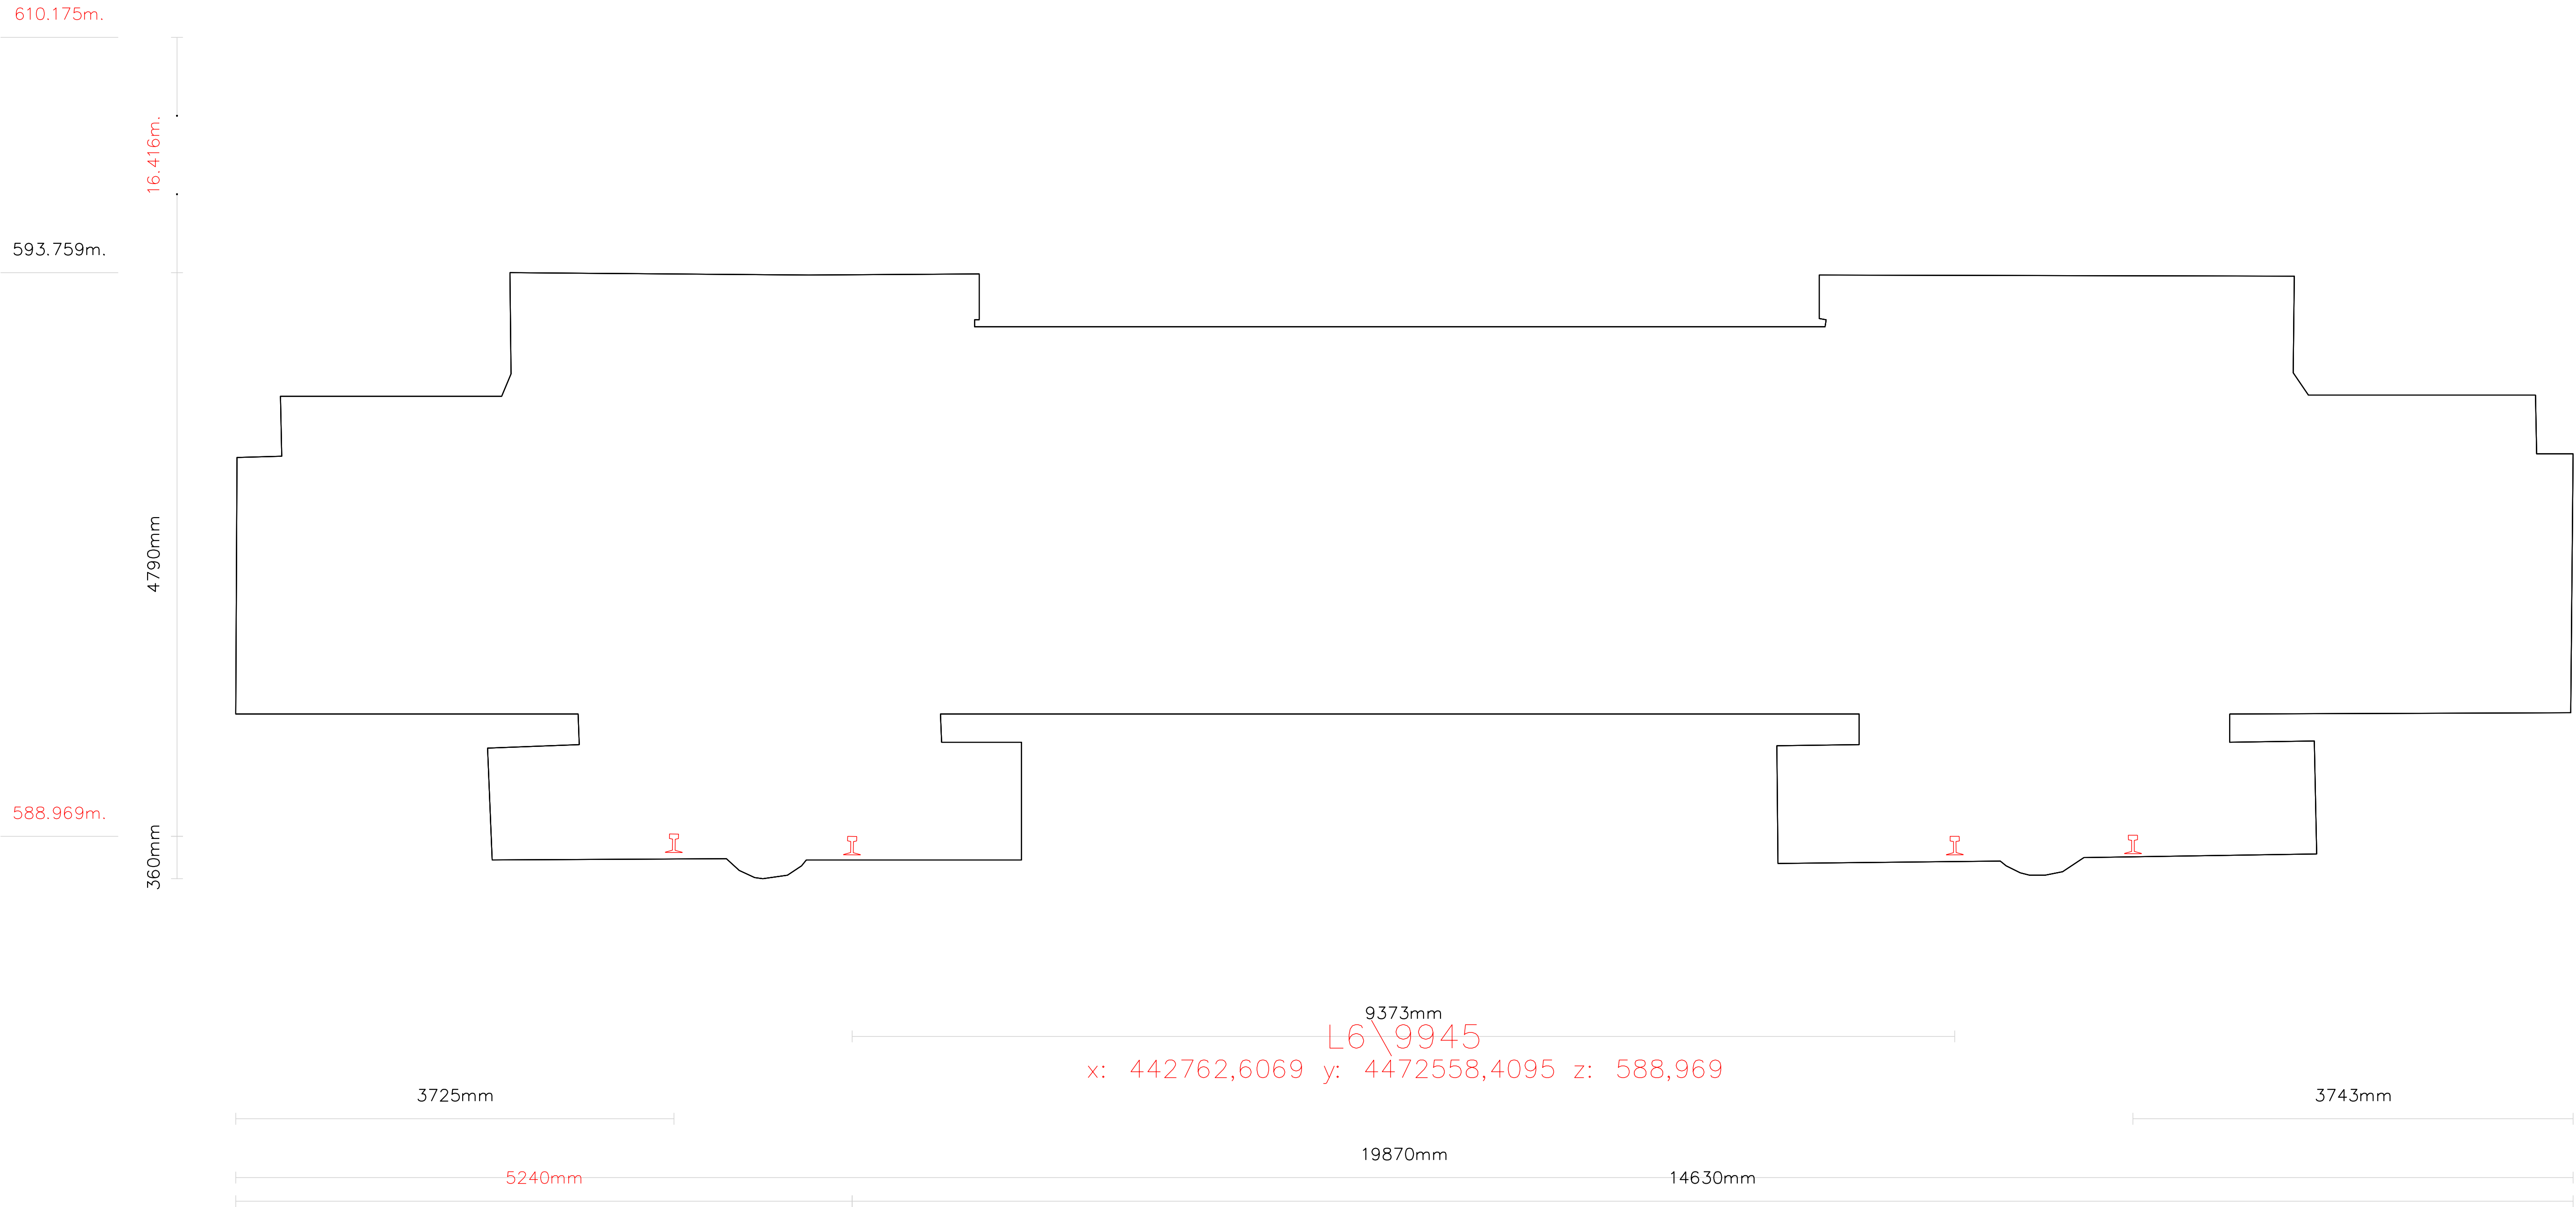 610.175m.
16.416m.
593.759m.
4790mm
588.969m.
360mm
9373mm
L6\9945
x: 442762,6069 y: 4472558,4095 z: 588,969
3725mm
3743mm
19870mm
5240mm
14630mm